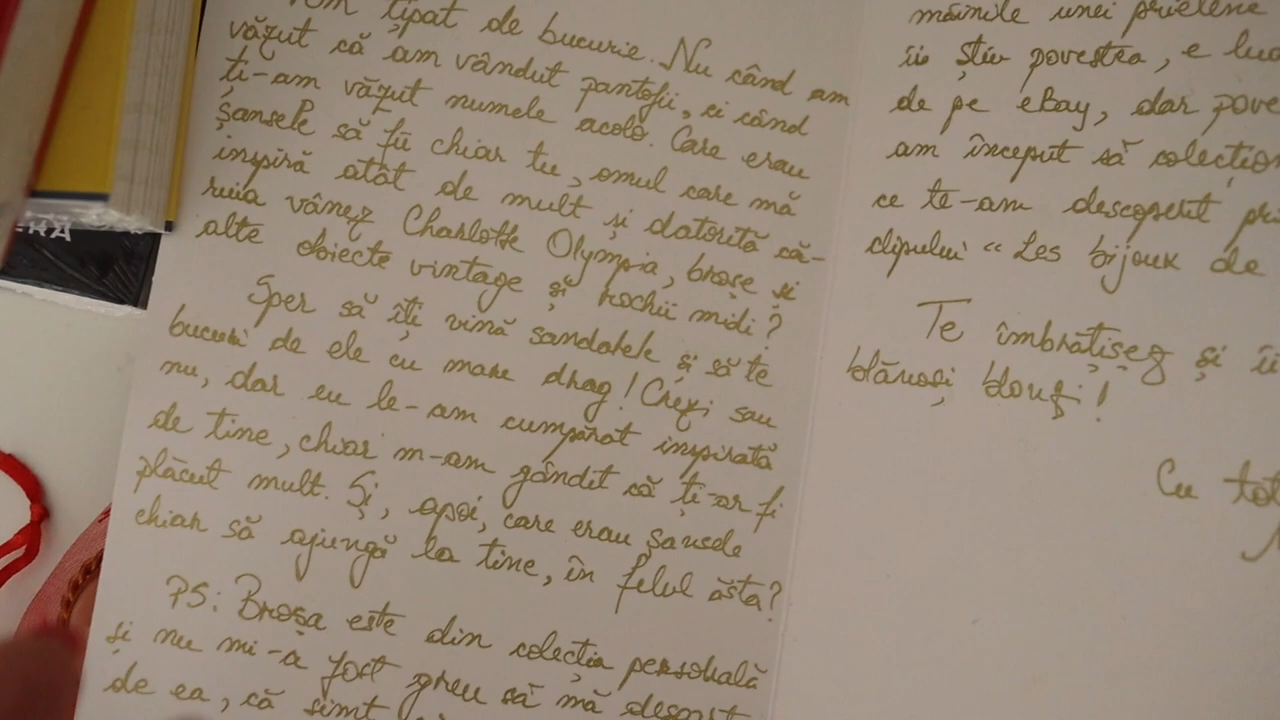 țipat de bucurie. Nu când am
văzut că am vândut pantofii, ci când
ți-am văzut numele acolo. Care erau
șansele să fii chiar tu, omul care mă
inspiră atât de mult și datorită că-
ruia vânez Charlotte Olympia, broșe și
alte obiecte vintage și rochii midi?
Sper să îți vină sandalele și să te
bucuri de ele cu mare drag! Crezi sau
nu, dar eu le-am cumpărat inspirată
de tine, chiar m-am gândit că ți-ar fi
plăcut mult. Și, apoi, care erau șansele
chiar să ajungă la tine, în felul ăsta?
PS: Broșa este din colecția personală
și nu mi-a fost greu să mă despart
de ea, că simt
mâinile unei prietene
îi știu povestea, e
de pe eBay, dar
am început să
ce te-am descoperit
clipului "Les bijoux de
Te îmbrățișez și
blănoși blonzi!
Cu